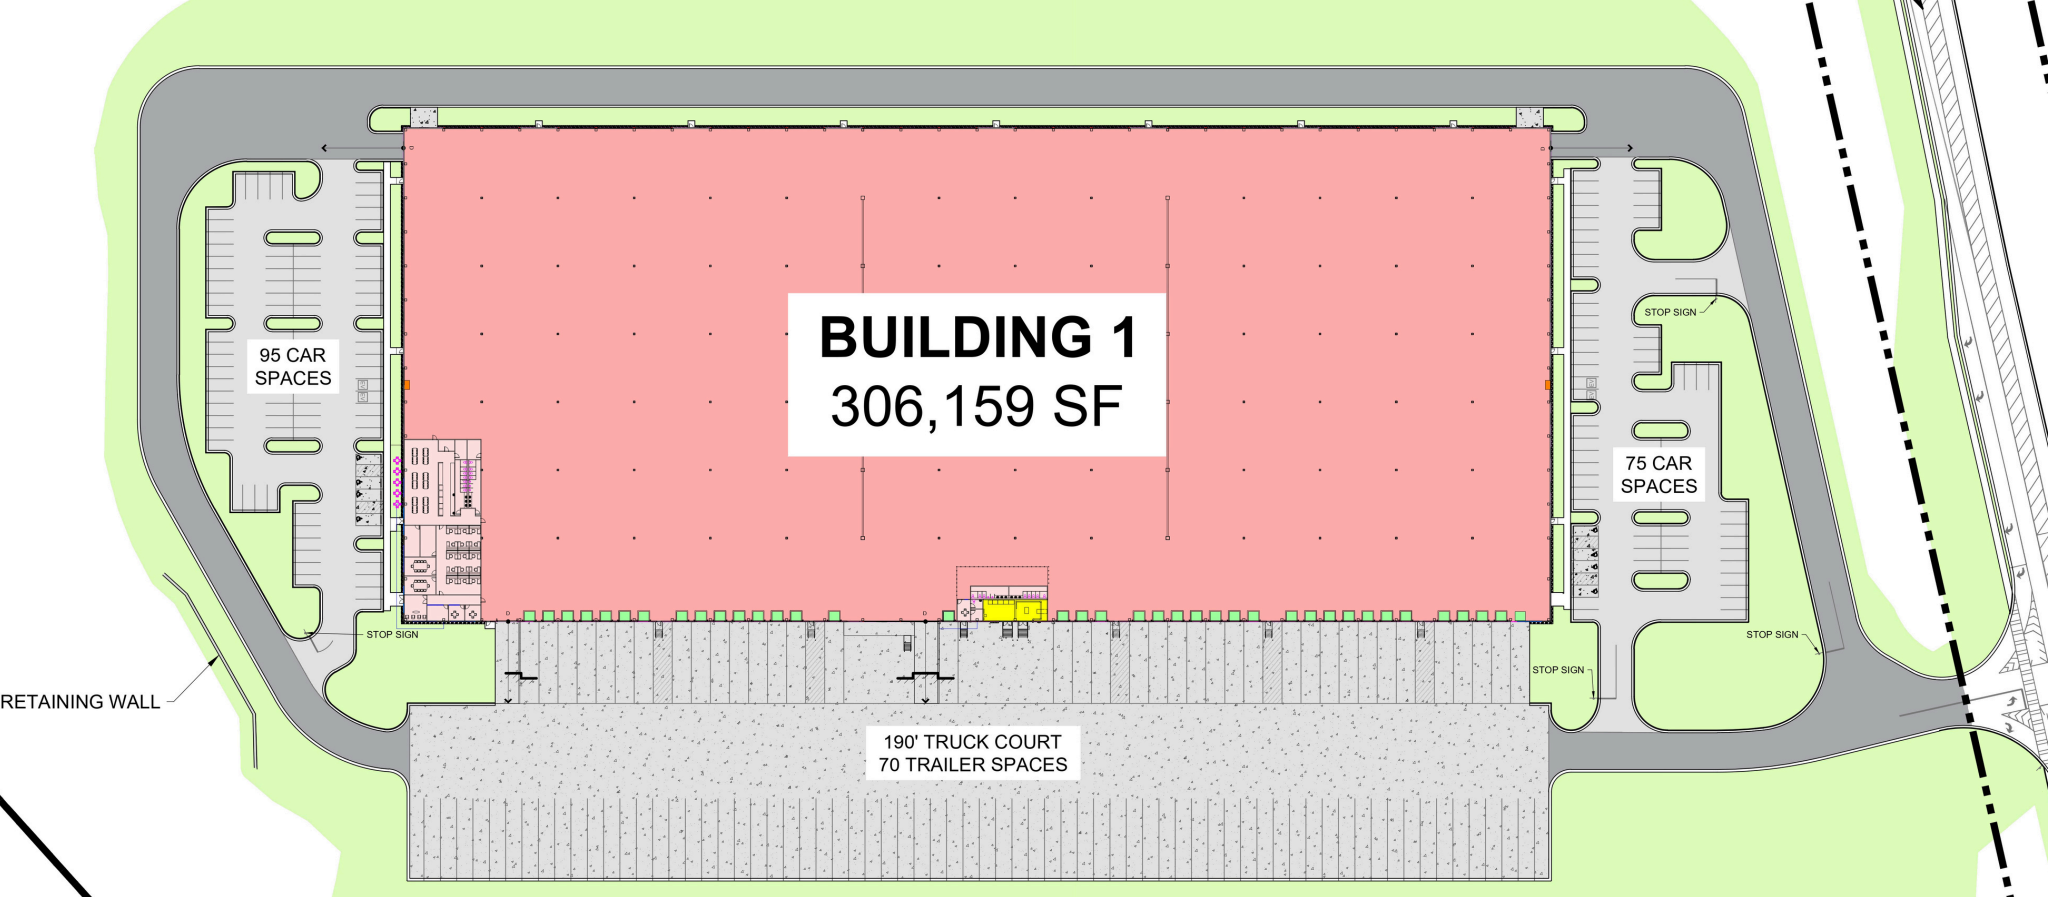 BUILDING 1
306,159 SF
95 CAR
SPACES
STOP SIGN
75 CAR
SPACES
STOP SIGN
STOP SIGN
STOP SIGN
RETAINING WALL
190' TRUCK COURT
70 TRAILER SPACES